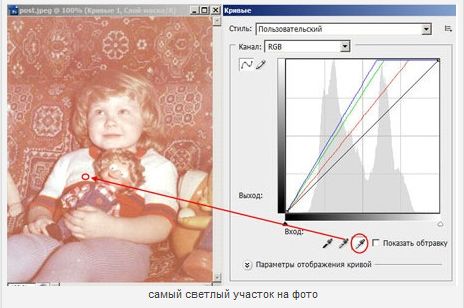 post.jpeg @ 100% (Кривые 1, Слой-маска/8)
Кривые
Стиль: Пользовательский
Канал: RGB
Выход:
Вход:
Показать обтравку
Параметры отображения кривой
самый светлый участок на фото